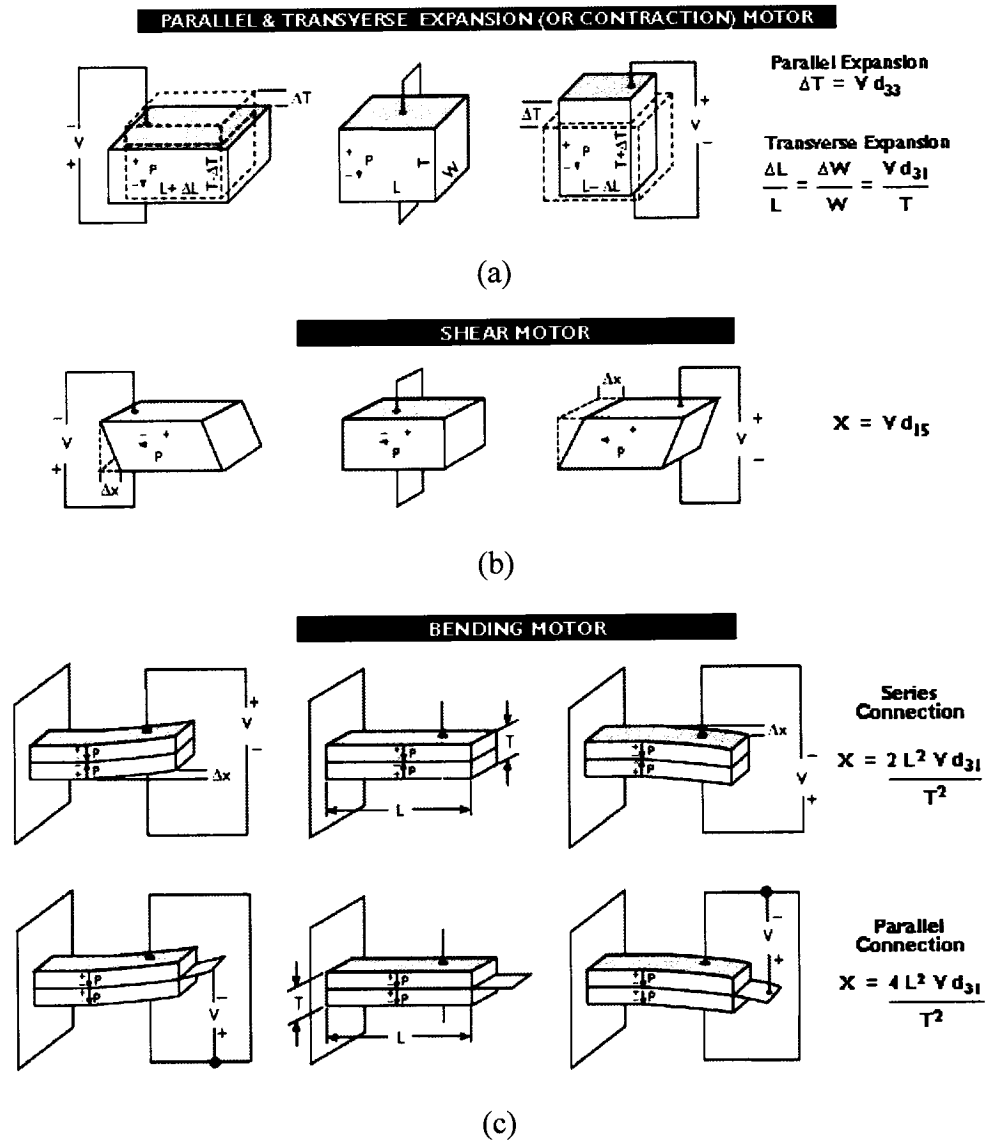 PARALLEL & TRANSVERSE EXPANSION (OR CONTRACTION) MOTOR
Parallel Expansion
ΔT = V d33
Transverse Expansion
ΔL/L = ΔW/W = V d31/T
− V +
ΔT
+ − P
L + ΔL
T-ΔT
+ − P
L
T
W
ΔT
+ − P
L − ΔL
T+ΔT
+ V −
(a)
SHEAR MOTOR
− V +
Δx
P
− +
P
Δx
+
P
+ V −
X = V d15
(b)
BENDING MOTOR
P
P
Δx
+ V −
P
P
T
L
P
P
Δx
− V +
Series
Connection
X = 2 L² V d31
T²
P
P
− V +
T
P
P
L
P
P
− V +
Parallel
Connection
X = 4 L² V d31
T²
(c)